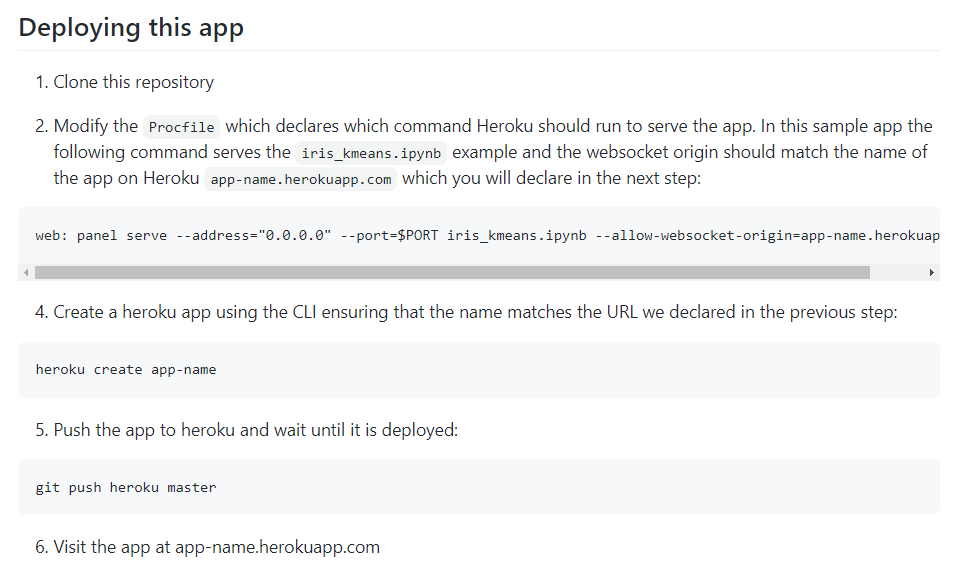 Deploying this app
1. Clone this repository
2. Modify the Procfile which declares which command Heroku should run to serve the app. In this sample app the
following command serves the iris_kmeans.ipynb example and the websocket origin should match the name of
the app on Heroku app-name.herokuapp.com which you will declare in the next step:
web: panel serve --address="0.0.0.0" --port=$PORT iris_kmeans.ipynb --allow-websocket-origin=app-name.herokuap
4. Create a heroku app using the CLI ensuring that the name matches the URL we declared in the previous step:
heroku create app-name
5. Push the app to heroku and wait until it is deployed:
git push heroku master
6. Visit the app at app-name.herokuapp.com